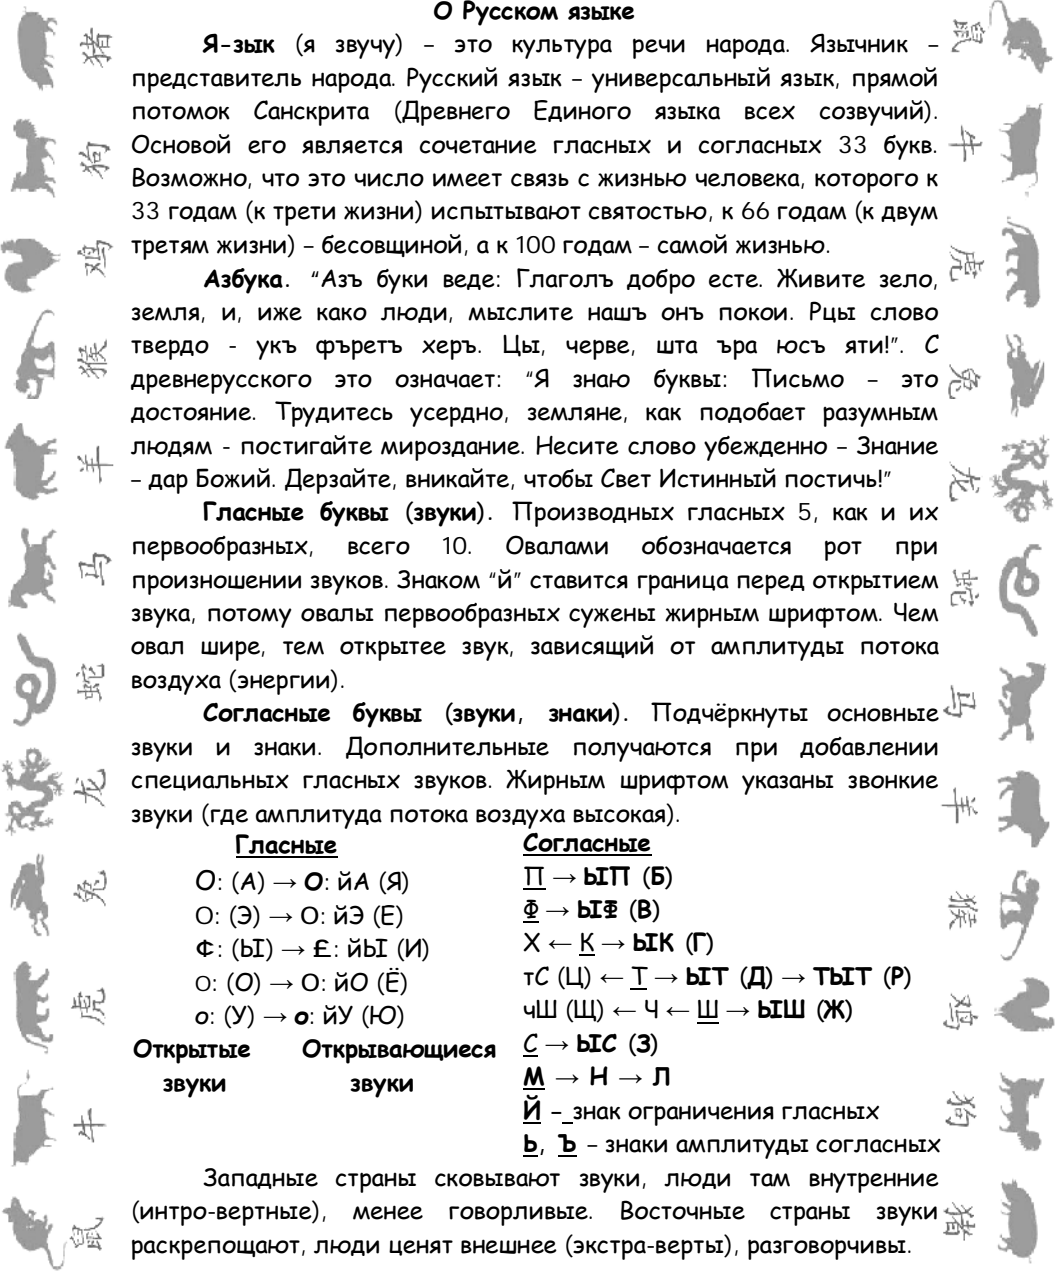 О Русском языке
Я-зык (я звучу) – это культура речи народа. Язычник –
представитель народа. Русский язык – универсальный язык, прямой
потомок Санскрита (Древнего Единого языка всех созвучий).
Основой его является сочетание гласных и согласных 33 букв.
Возможно, что это число имеет связь с жизнью человека, которого к
33 годам (к трети жизни) испытывают святостью, к 66 годам (к двум
третям жизни) – бесовщиной, а к 100 годам – самой жизнью.
Азбука. “Азъ буки веде: Глаголъ добро есте. Живите зело,
земля, и, иже како люди, мыслите нашъ онъ покои. Рцы слово
твердо - укъ фъретъ херъ. Цы, черве, шта ъра юсъ яти!”. С
древнерусского это означает: “Я знаю буквы: Письмо – это
достояние. Трудитесь усердно, земляне, как подобает разумным
людям - постигайте мироздание. Несите слово убежденно – Знание
– дар Божий. Дерзайте, вникайте, чтобы Свет Истинный постичь!”
Гласные буквы (звуки). Производных гласных 5, как и их
первообразных, всего 10. Овалами обозначается рот при
произношении звуков. Знаком “й” ставится граница перед открытием
звука, потому овалы первообразных сужены жирным шрифтом. Чем
овал шире, тем открытее звук, зависящий от амплитуды потока
воздуха (энергии).
Согласные буквы (звуки, знаки). Подчёркнуты основные
звуки и знаки. Дополнительные получаются при добавлении
специальных гласных звуков. Жирным шрифтом указаны звонкие
звуки (где амплитуда потока воздуха высокая).
Гласные
О: (А) → О: йА (Я)
О: (Э) → О: йЭ (Е)
₵: (Ы) → £: йЫ (И)
О: (О) → О: йО (Ё)
о: (У) → о: йУ (Ю)
Открытые Открывающиеся
звуки звуки
Согласные
П → ЫП (Б)
Ф → ЫФ (В)
Х ← К → ЫК (Г)
тС (Ц) ← Т → ЫТ (Д) → ТЫТ (Р)
чШ (Щ) ← Ч ← Ш → ЫШ (Ж)
С → ЫС (З)
М → Н → Л
Й – знак ограничения гласных
Ь, Ъ – знаки амплитуды согласных
Западные страны сковывают звуки, люди там внутренние
(интро-вертные), менее говорливые. Восточные страны звуки
раскрепощают, люди ценят внешнее (экстра-верты), разговорчивы.
猪
狗
鸡
猴
羊
马
蛇
龙
兔
虎
牛
鼠
鼠
牛
虎
兔
龙
蛇
马
羊
猴
鸡
狗
猪